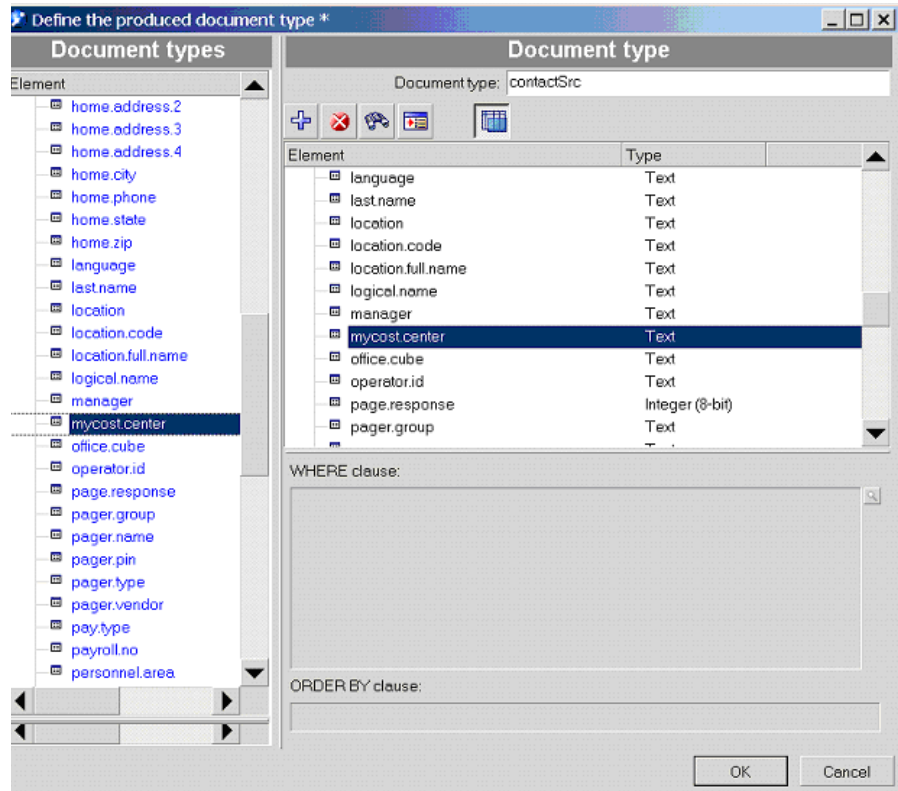 Define the produced document type *
Document types
Element
home.address.2
home.address.3
home.address.4
home.city
home.phone
home.state
home.zip
language
last.name
location
location.code
location.full.name
logical.name
manager
mycost.center
office.cube
operator.id
page.response
pager.group
pager.name
pager.pin
pager.type
pager.vendor
pay.type
payroll.no
personnel.area
Document type
Document type: contactSrc
Element Type
language Text
last.name Text
location Text
location.code Text
location.full.name Text
logical.name Text
manager Text
mycost.center Text
office.cube Text
operator.id Text
page.response Integer (8-bit)
pager.group Text
WHERE clause:
ORDER BY clause:
OK Cancel